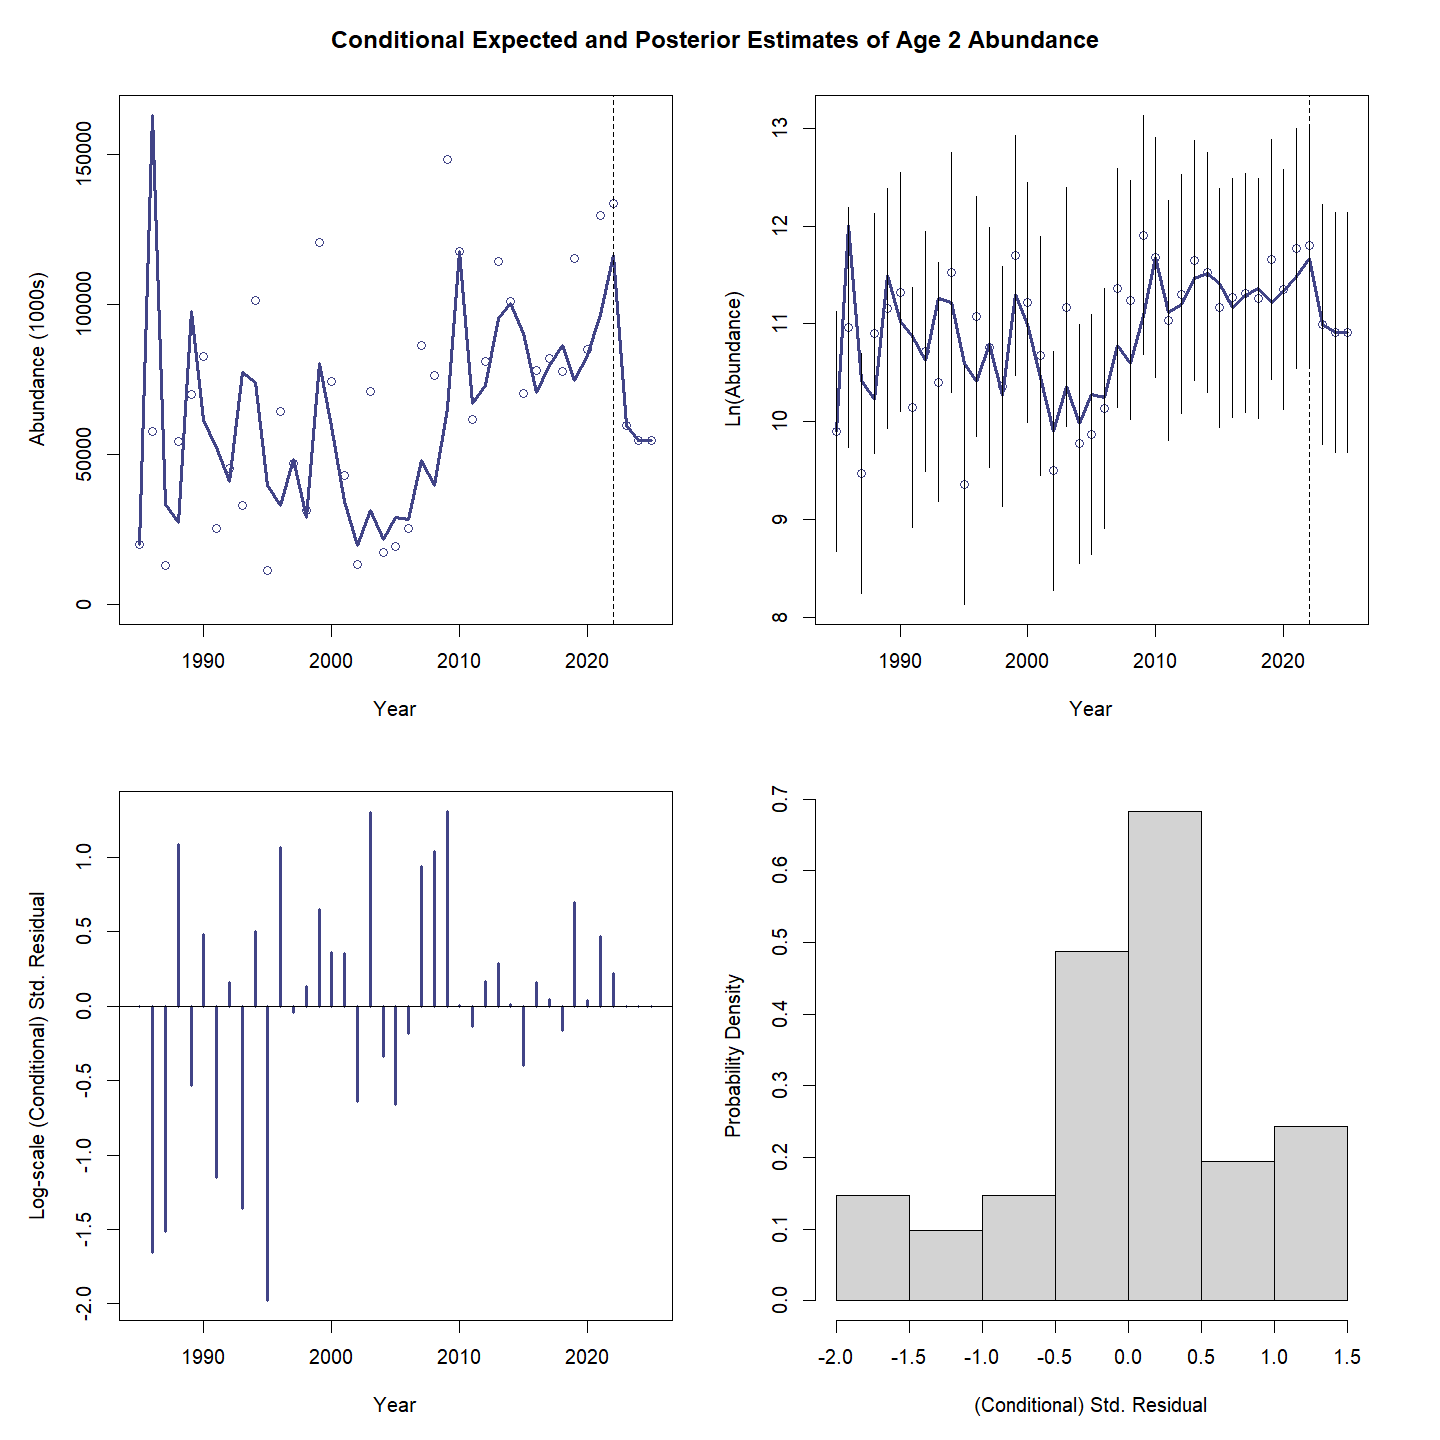 Conditional Expected and Posterior Estimates of Age 2 Abundance
Abundance (1000s)
150000
100000
50000
0
1990 2000 2010 2020
Year
Ln(Abundance)
13
12
11
10
9
8
1990 2000 2010 2020
Year
Log-scale (Conditional) Std. Residual
1.0
0.5
0.0
-0.5
-1.0
-1.5
-2.0
1990 2000 2010 2020
Year
Probability Density
0.7
0.6
0.5
0.4
0.3
0.2
0.1
0.0
-2.0 -1.5 -1.0 -0.5 0.0 0.5 1.0 1.5
(Conditional) Std. Residual